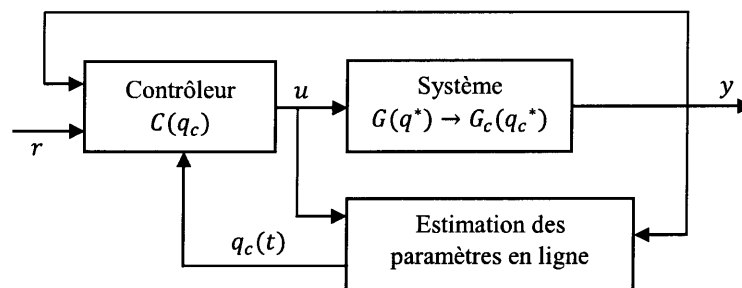 Contrôleur
C(q_c)
u
Système
G(q*) → G_c(q_c*)
y
r
q_c(t)
Estimation des
paramètres en ligne